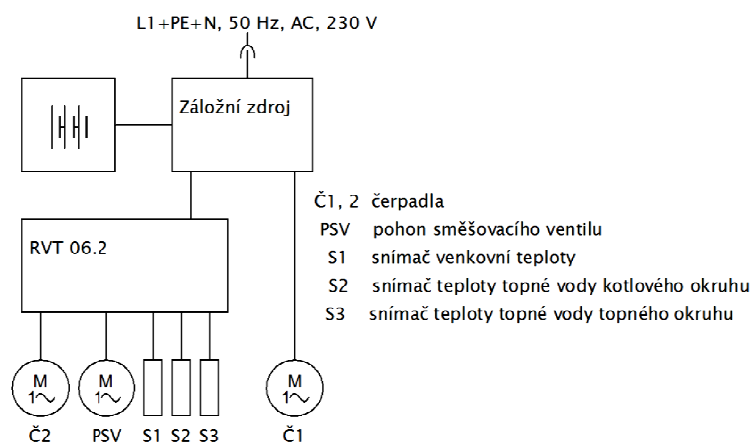 L1+PE+N, 50 Hz, AC, 230 V
Záložní zdroj
Č1, 2 čerpadla
PSV pohon směšovacího ventilu
RVT 06.2
S1 snímač venkovní teploty
S2 snímač teploty topné vody kotlového okruhu
S3 snímač teploty topné vody topného okruhu
M M M
1~ 1~ 1~
Č2 PSV S1 S2 S3 Č1